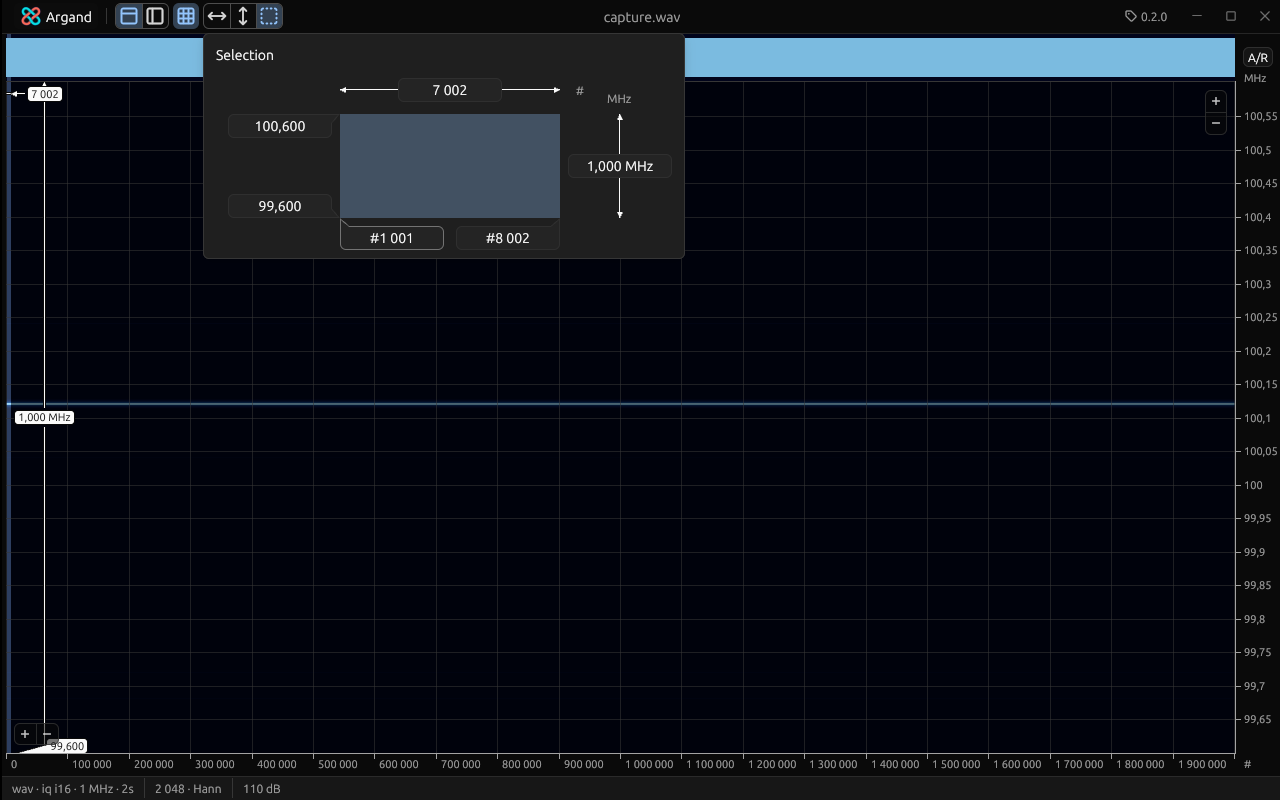 Argand
capture.wav
0.2.0
Selection
A/R
MHz
7 002
7 002 #
MHz
100,600
1,000 MHz
99,600
#1 001 #8 002
+
−
100,55
100,5
100,45
100,4
100,35
100,3
100,25
100,2
100,15
100,1
100,05
100
99,95
99,9
99,85
99,8
99,75
99,7
99,65
1,000 MHz
+ −
99,600
0 100 000 200 000 300 000 400 000 500 000 600 000 700 000 800 000 900 000 1 000 000 1 100 000 1 200 000 1 300 000 1 400 000 1 500 000 1 600 000 1 700 000 1 800 000 1 900 000 #
wav · iq i16 · 1 MHz · 2s 2 048 · Hann 110 dB